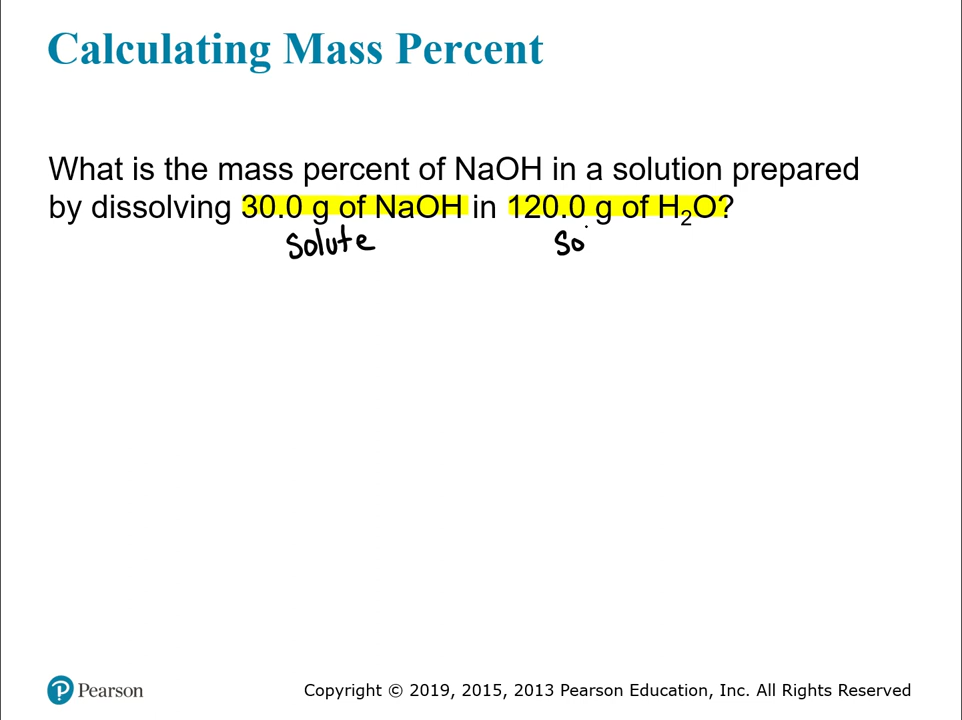 Calculating Mass Percent
What is the mass percent of NaOH in a solution prepared
by dissolving 30.0 g of NaOH in 120.0 g of H₂O?
Solute So
Pearson
Copyright © 2019, 2015, 2013 Pearson Education, Inc. All Rights Reserved